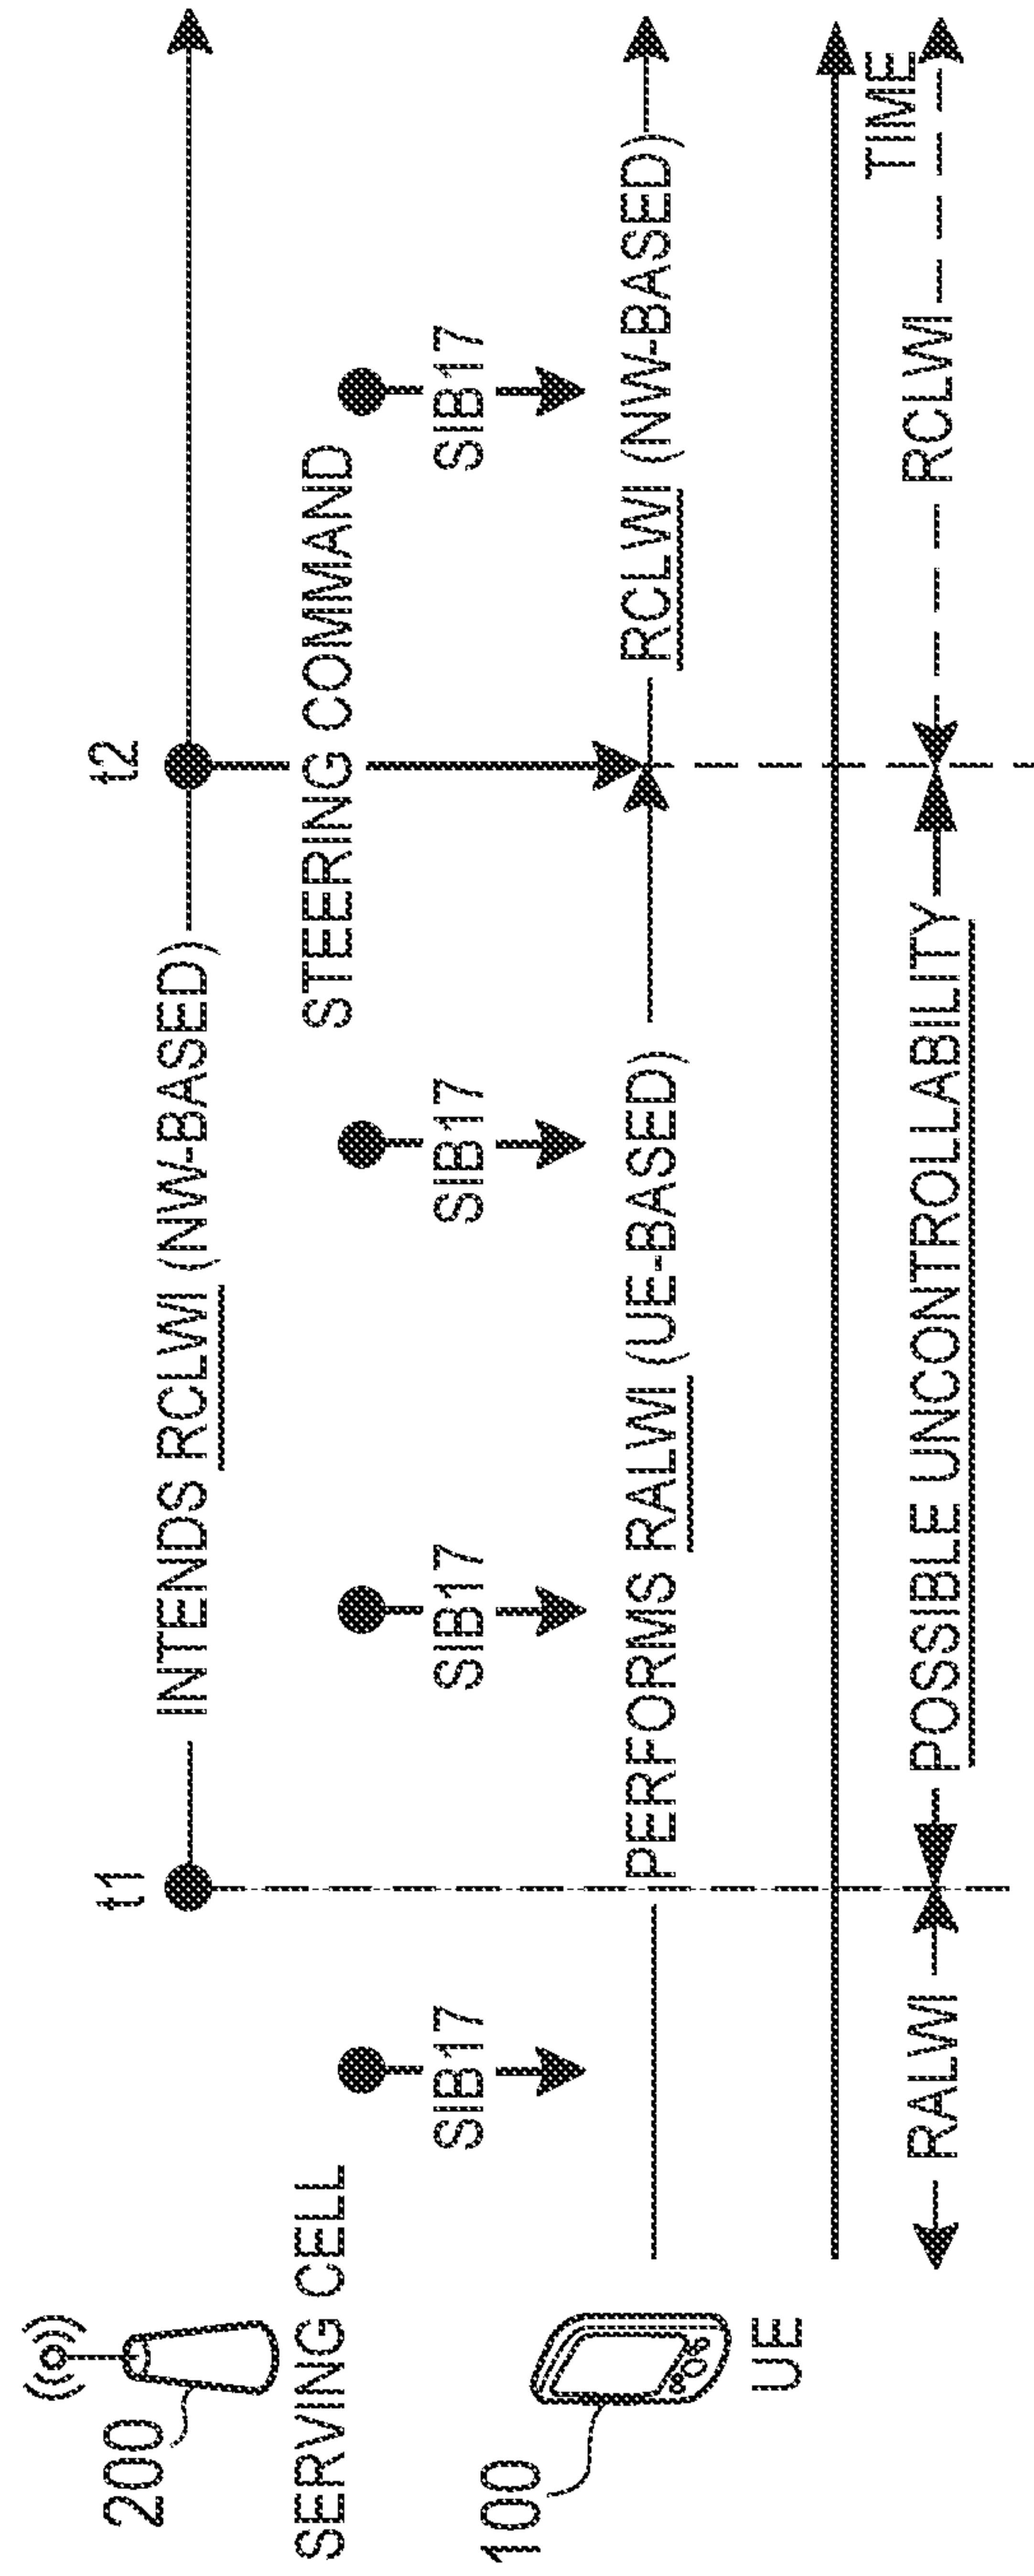 t1
t2
200
INTENDS RCLWI (NW-BASED)
SERVING CELL
STEERING COMMAND
SIB17
SIB17
SIB17
SIB17
100
PERFORMS RALWI (UE-BASED)
RCLWI (NW-BASED)
UE
TIME
RALWI
POSSIBLE UNCONTROLLABILITY
RCLWI